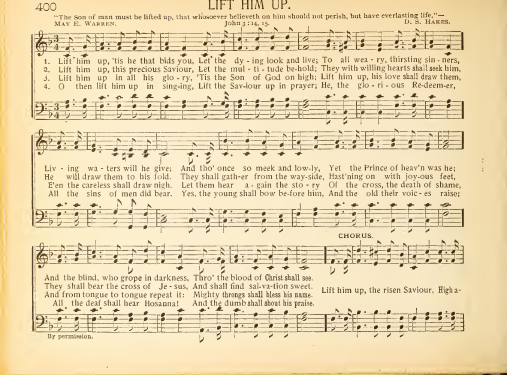 400
LIFT HIM UP.
"The Son of man must be lifted up, that whosoever believeth on him should not perish, but have everlasting life."—
MAY E. WARREN. John 3: 14, 15. D. S. HAKES.
1. Lift him up, 'tis he that bids you, Let the dy - ing look and live; To all wea - ry, thirsting sin - ners,
2. Lift him up, this precious Saviour, Let the mul - ti - tude be-hold; They with willing hearts shall seek him,
3. Lift him up in all his glo - ry, 'Tis the Son of God on high; Lift him up, his love shall draw them,
4. O then lift him up in sing-ing, Lift the Sav-iour up in prayer; He, the glo - ri - ous Re-deem-er,
Liv - ing wa - ters will he give; And tho' once so meek and low-ly, Yet the Prince of heav'n was he;
He will draw them to his fold. They shall gath-er from the way-side, Hast'ning on with joy-ous feet,
E'en the careless shall draw nigh. Let them hear a - gain the sto - ry Of the cross, the death of shame,
All the sins of men did bear. Yes, the young shall bow be-fore him, And the old their voic - es raise;
CHORUS.
And the blind, who grope in darkness, Thro' the blood of Christ shall see.
They shall bear the cross of Je - sus, And shall find sal-va-tion sweet.
And from tongue to tongue repeat it: Mighty throngs shall bless his name.
All the deaf shall hear Hosanna! And the dumb shall shout his praise.
Lift him up, the risen Saviour, High a-
By permission.